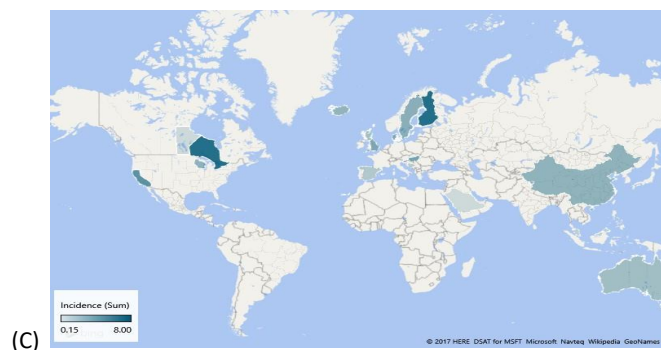 Incidence (Sum)
0.15 8.00
© 2017 HERE DSAT for MSFT Microsoft Navteq Wikipedia GeoNames
(C)